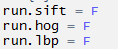 run.sift = F
run.hog = F
run.lbp = F